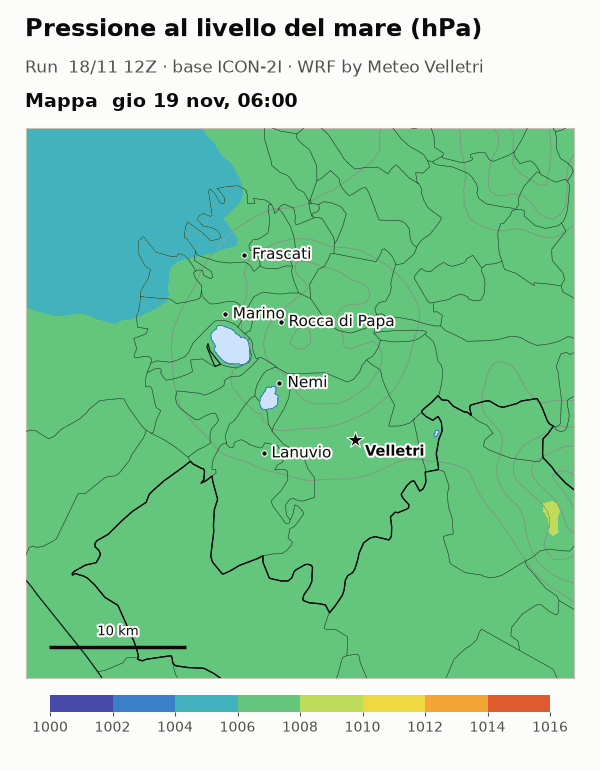 Pressione al livello del mare (hPa)
Run  18/11 12Z · base ICON-2I · WRF by Meteo Velletri
Mappa  gio 19 nov, 06:00
Frascati
Marino
Rocca di Papa
Nemi
Velletri
Lanuvio
10 km
1000 1002 1004 1006 1008 1010 1012 1014 1016